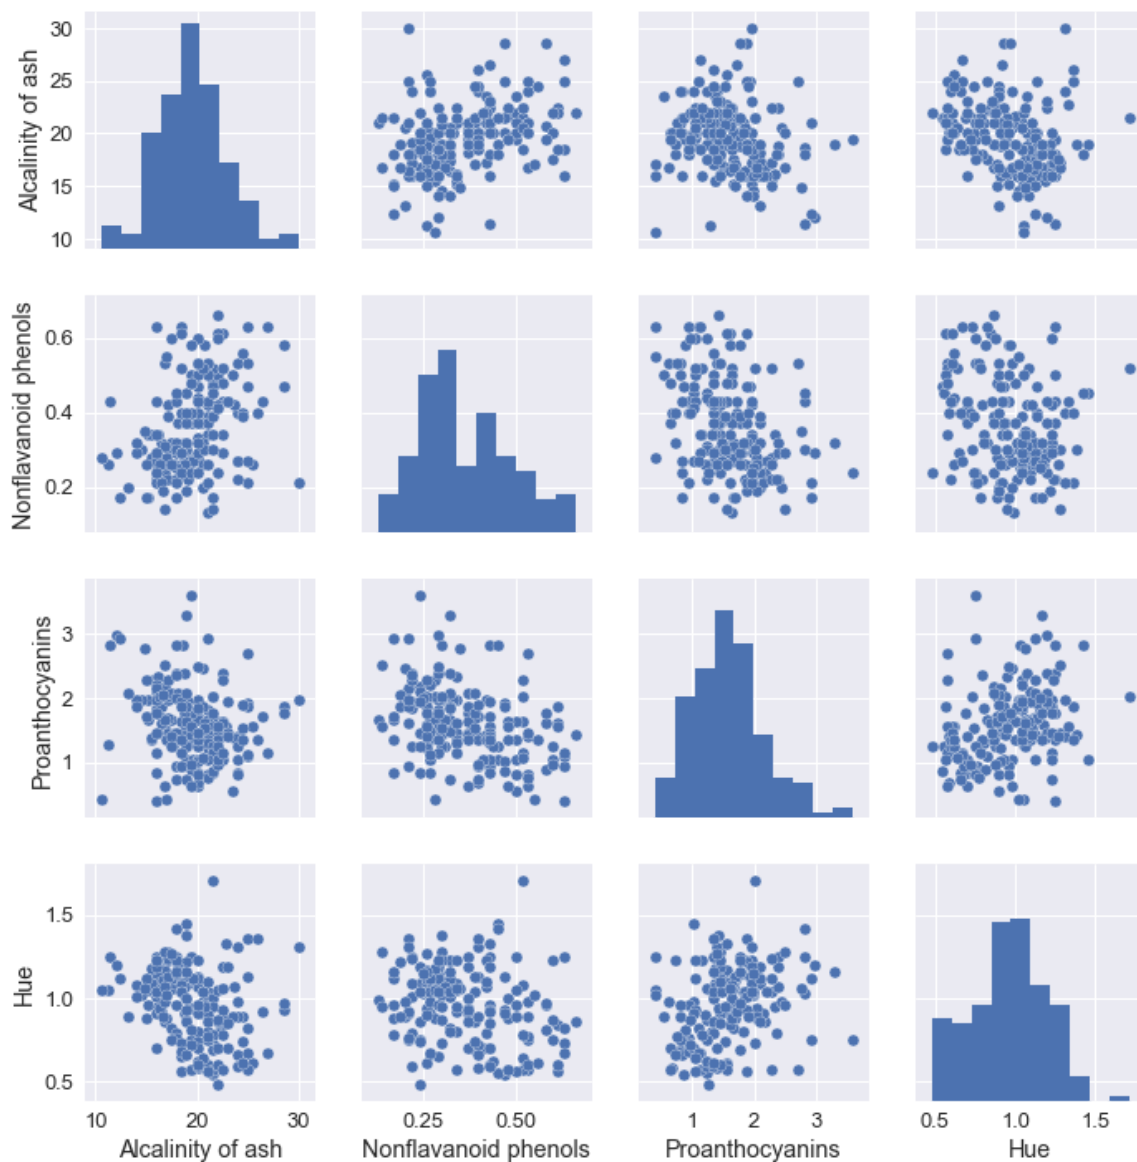 Alcalinity of ash
30
25
20
15
10
Nonflavanoid phenols
0.6
0.4
0.2
Proanthocyanins
3
2
1
Hue
1.5
1.0
0.5
10 20 30 0.25 0.50 1 2 3 0.5 1.0 1.5
Alcalinity of ash Nonflavanoid phenols Proanthocyanins Hue